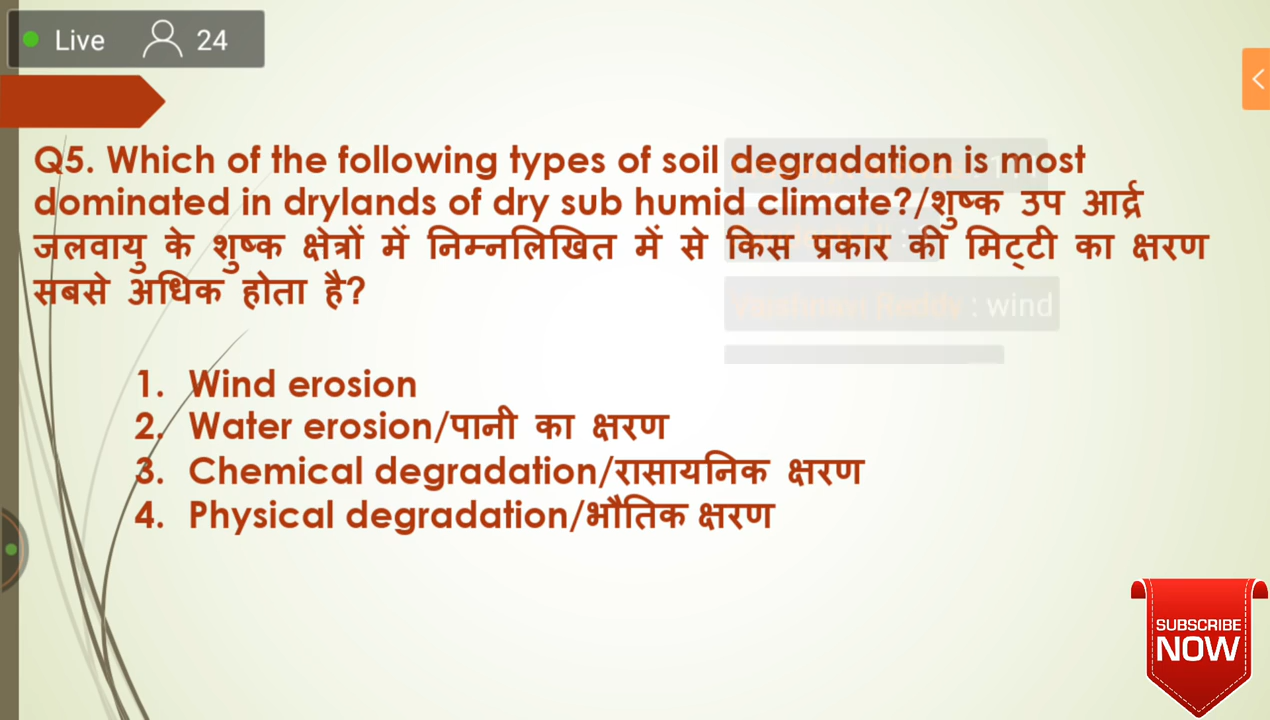 Live 24
Q5. Which of the following types of soil degradation is most
dominated in drylands of dry sub humid climate?/शुष्क उप आर्द्र
जलवायु के शुष्क क्षेत्रों में निम्नलिखित में से किस प्रकार की मिट्टी का क्षरण
सबसे अधिक होता है?
: wind
1. Wind erosion
2. Water erosion/पानी का क्षरण
3. Chemical degradation/रासायनिक क्षरण
4. Physical degradation/भौतिक क्षरण
SUBSCRIBE
NOW